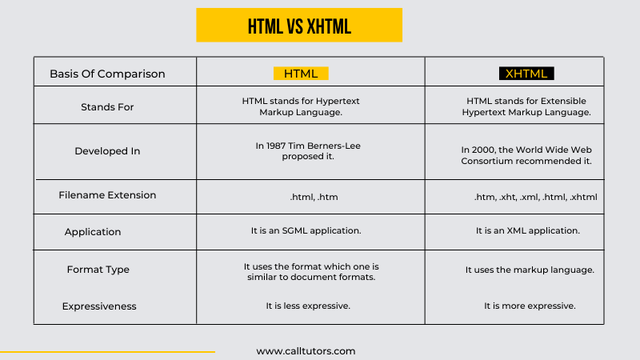 HTML VS XHTML
Basis Of Comparison
HTML
XHTML
Stands For
HTML stands for Hypertext
Markup Language.
HTML stands for Extensible
Hypertext Markup Language.
Developed In
In 1987 Tim Berners-Lee
proposed it.
In 2000, the World Wide Web
Consortium recommended it.
Filename Extension
.html, .htm
.htm, .xht, .xml, .html, .xhtml
Application
It is an SGML application.
It is an XML application.
Format Type
It uses the format which one is
similar to document formats.
It uses the markup language.
Expressiveness
It is less expressive.
It is more expressive.
www.calltutors.com